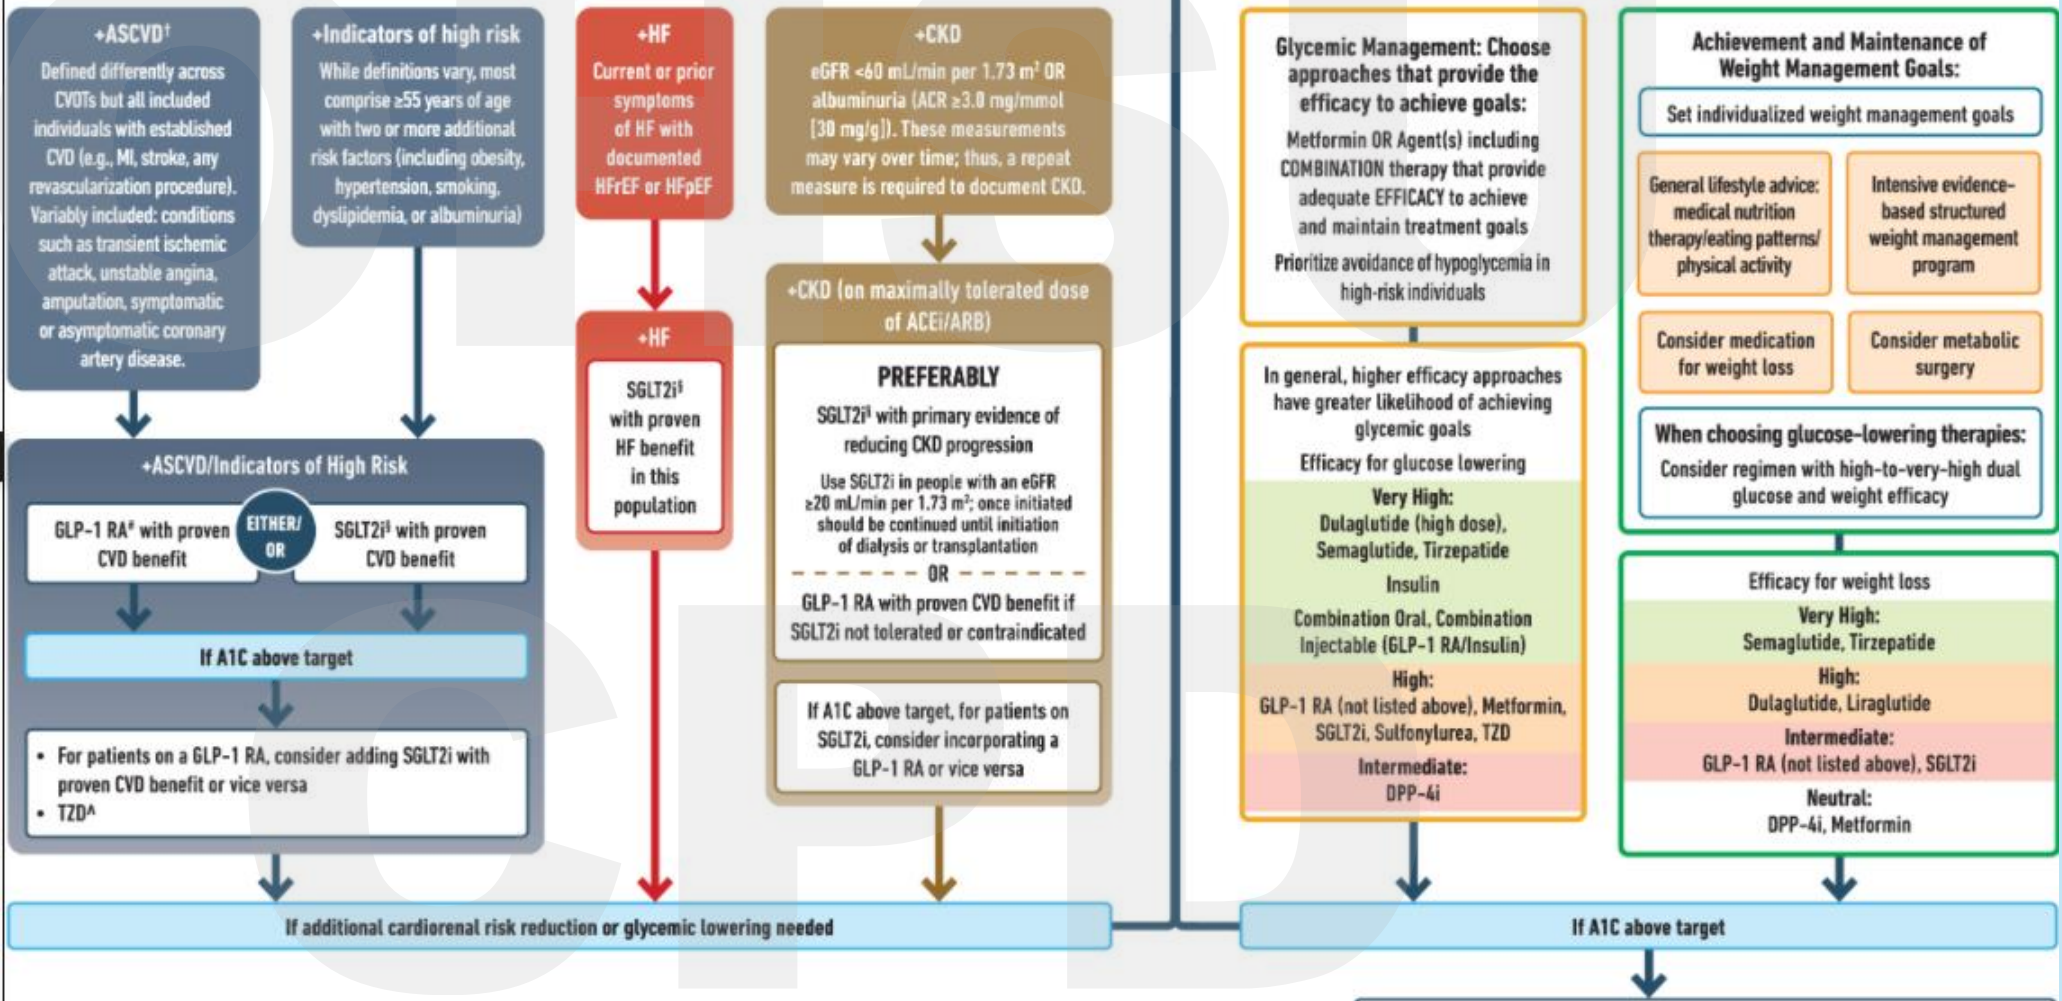 +ASCVD†
Defined differently across
CVOTs but all included
individuals with established
CVD (e.g., MI, stroke, any
revascularization procedure).
Variably included: conditions
such as transient ischemic
attack, unstable angina,
amputation, symptomatic
or asymptomatic coronary
artery disease.
+Indicators of high risk
While definitions vary, most
comprise ≥55 years of age
with two or more additional
risk factors (including obesity,
hypertension, smoking,
dyslipidemia, or albuminuria)
+ASCVD/Indicators of High Risk
GLP-1 RA# with proven
CVD benefit
EITHER/
OR
SGLT2i§ with proven
CVD benefit
If A1C above target
• For patients on a GLP-1 RA, consider adding SGLT2i with
proven CVD benefit or vice versa
• TZD^
+HF
Current or prior
symptoms
of HF with
documented
HFrEF or HFpEF
+HF
SGLT2i§
with proven
HF benefit
in this
population
+CKD
eGFR <60 mL/min per 1.73 m² OR
albuminuria (ACR ≥3.0 mg/mmol
[30 mg/g]). These measurements
may vary over time; thus, a repeat
measure is required to document CKD.
+CKD (on maximally tolerated dose
of ACEi/ARB)
PREFERABLY
SGLT2i§ with primary evidence of
reducing CKD progression
Use SGLT2i in people with an eGFR
≥20 mL/min per 1.73 m²; once initiated
should be continued until initiation
of dialysis or transplantation
OR
GLP-1 RA with proven CVD benefit if
SGLT2i not tolerated or contraindicated
If A1C above target, for patients on
SGLT2i, consider incorporating a
GLP-1 RA or vice versa
If additional cardiorenal risk reduction or glycemic lowering needed
Glycemic Management: Choose
approaches that provide the
efficacy to achieve goals:
Metformin OR Agent(s) including
COMBINATION therapy that provide
adequate EFFICACY to achieve
and maintain treatment goals
Prioritize avoidance of hypoglycemia in
high-risk individuals
In general, higher efficacy approaches
have greater likelihood of achieving
glycemic goals
Efficacy for glucose lowering
Very High:
Dulaglutide (high dose),
Semaglutide, Tirzepatide
Insulin
Combination Oral, Combination
Injectable (GLP-1 RA/Insulin)
High:
GLP-1 RA (not listed above), Metformin,
SGLT2i, Sulfonylurea, TZD
Intermediate:
DPP-4i
Achievement and Maintenance of
Weight Management Goals:
Set individualized weight management goals
General lifestyle advice:
medical nutrition
therapy/eating patterns/
physical activity
Intensive evidence-
based structured
weight management
program
Consider medication
for weight loss
Consider metabolic
surgery
When choosing glucose-lowering therapies:
Consider regimen with high-to-very-high dual
glucose and weight efficacy
Efficacy for weight loss
Very High:
Semaglutide, Tirzepatide
High:
Dulaglutide, Liraglutide
Intermediate:
GLP-1 RA (not listed above), SGLT2i
Neutral:
DPP-4i, Metformin
If A1C above target
CPD